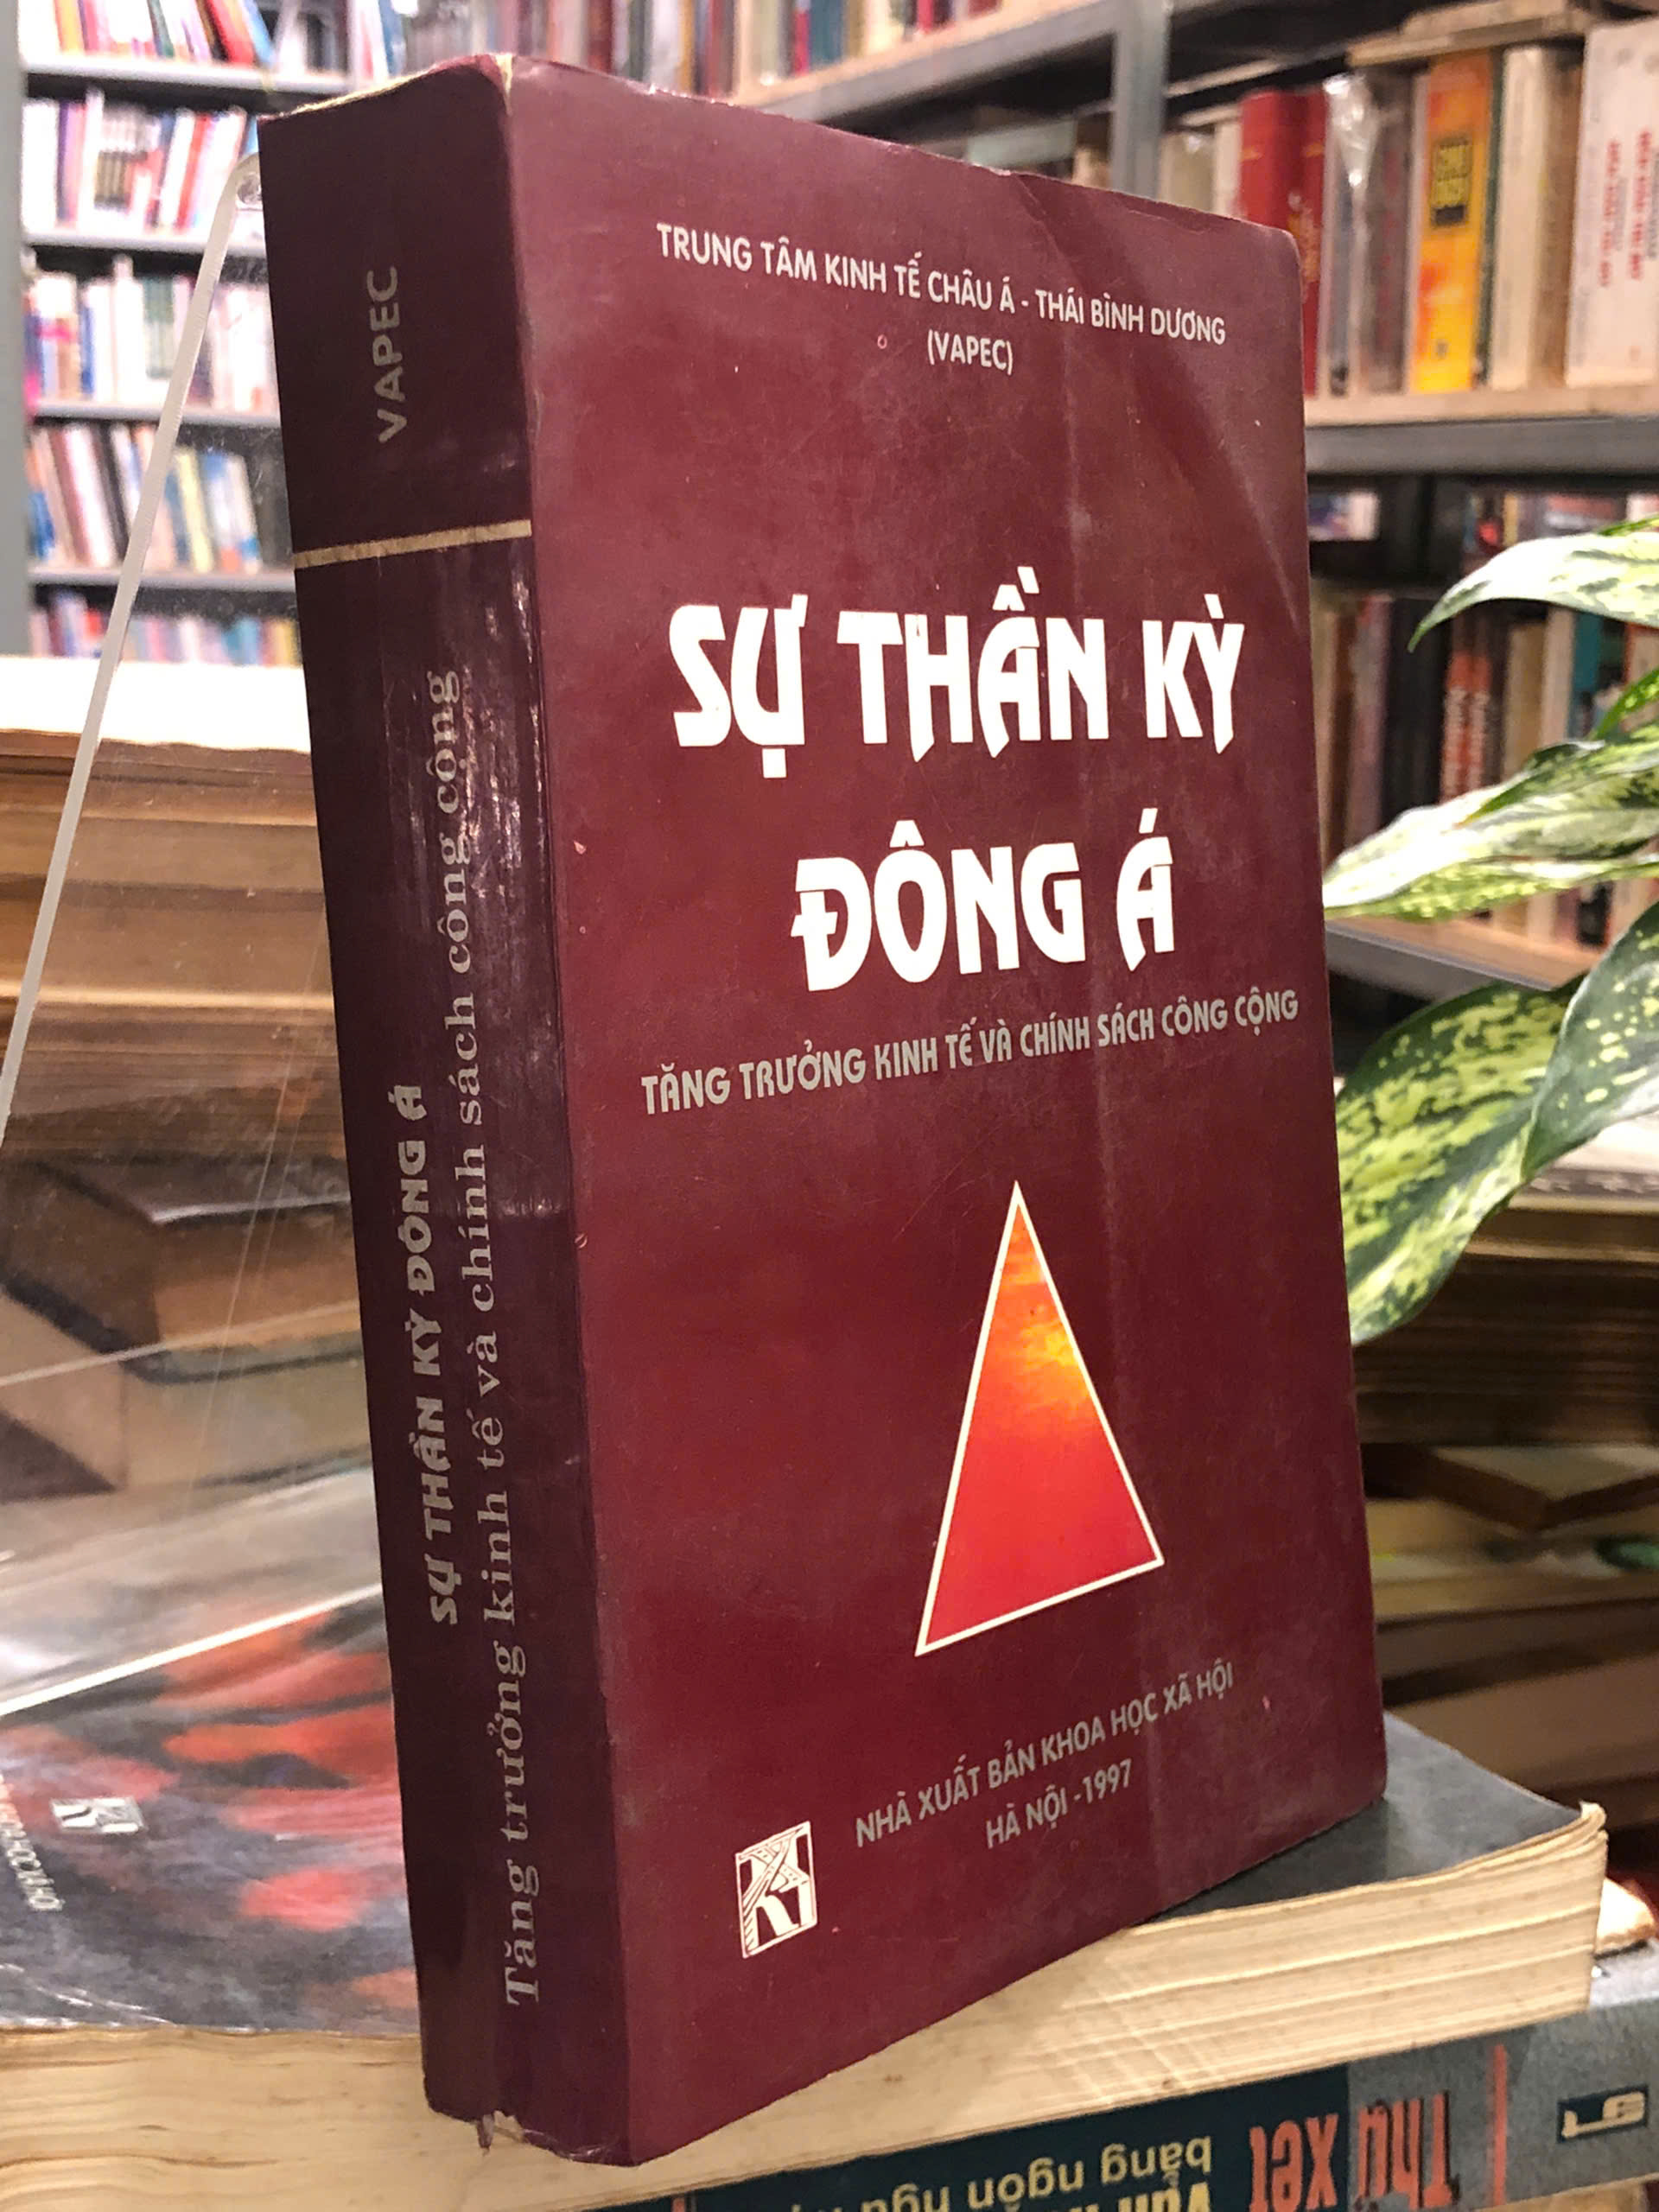 TRUNG TÂM KINH TẾ CHÂU Á - THÁI BÌNH DƯƠNG
(VAPEC)
SỰ THẦN KỲ
ĐÔNG Á
TĂNG TRƯỞNG KINH TẾ VÀ CHÍNH SÁCH CÔNG CỘNG
NHÀ XUẤT BẢN KHOA HỌC XÃ HỘI
HÀ NỘI - 1997
VAPEC
SỰ THẦN KỲ ĐÔNG Á
Tăng trưởng kinh tế và chính sách công cộng